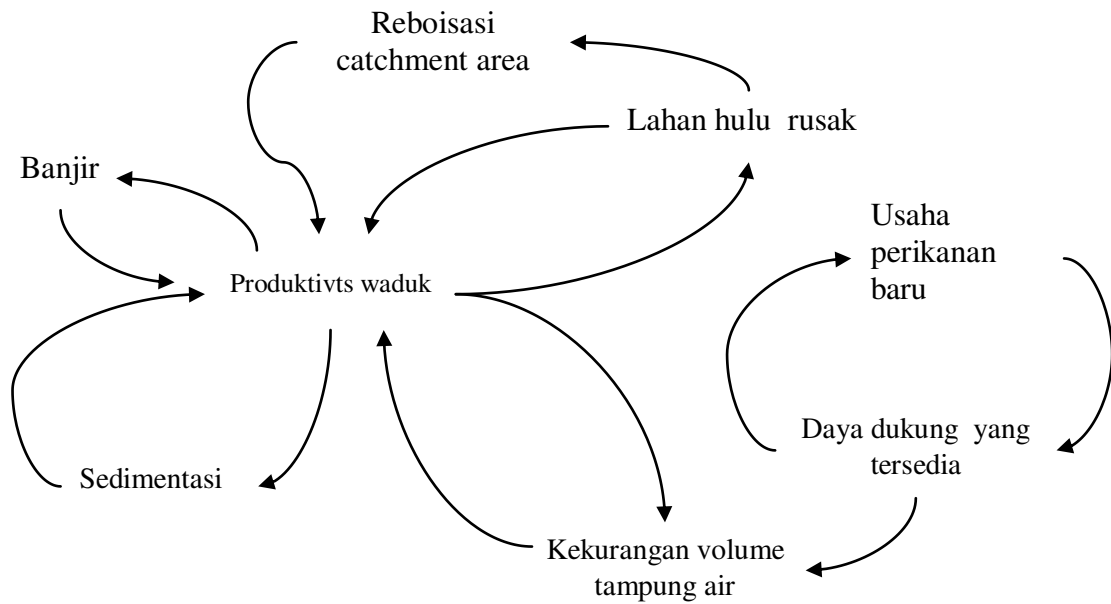 Reboisasi
catchment area
Lahan hulu rusak
Banjir
Usaha
perikanan
baru
Produktivts waduk
Daya dukung yang
tersedia
Sedimentasi
Kekurangan volume
tampung air